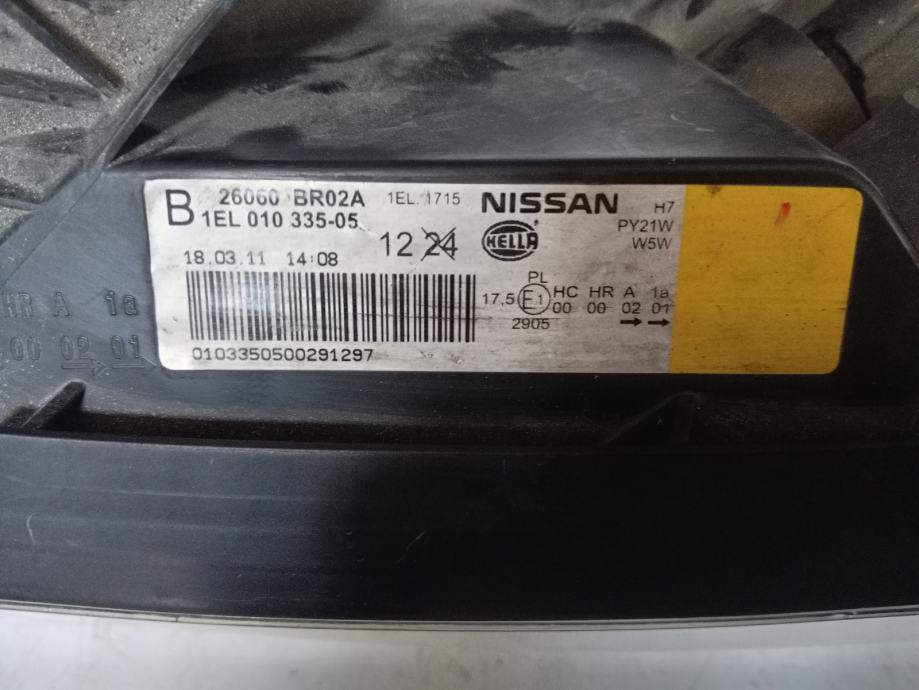 B 26060 BR02A 1EL. 1715 NISSAN H7
1EL 010 335-05 PY21W
12 24 HELLA W5W
18.03.11 14:08
PL
17,5 E1 HC HR A 1a
00 00 02 01
2905 →→
0103350500291297
HR A 1a
00 02 01